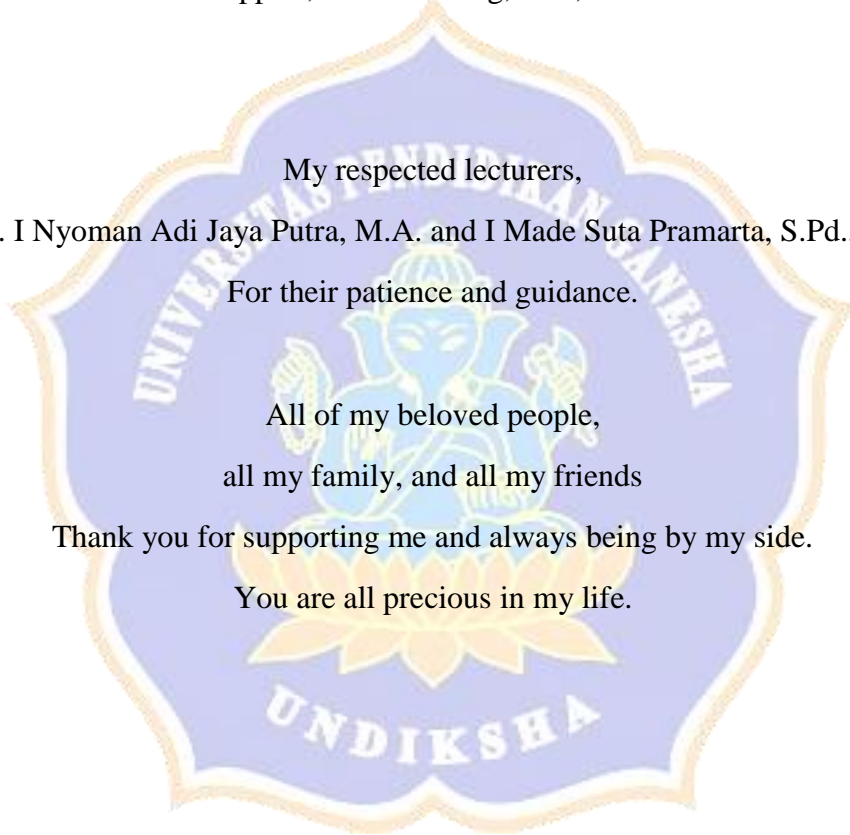 My respected lecturers,
. I Nyoman Adi Jaya Putra, M.A. and I Made Suta Pramarta, S.Pd.
For their patience and guidance.
All of my beloved people,
all my family, and all my friends
Thank you for supporting me and always being by my side.
You are all precious in my life.
UNIVERSITAS PENDIDIKAN GANESHA
UNDIKSHA